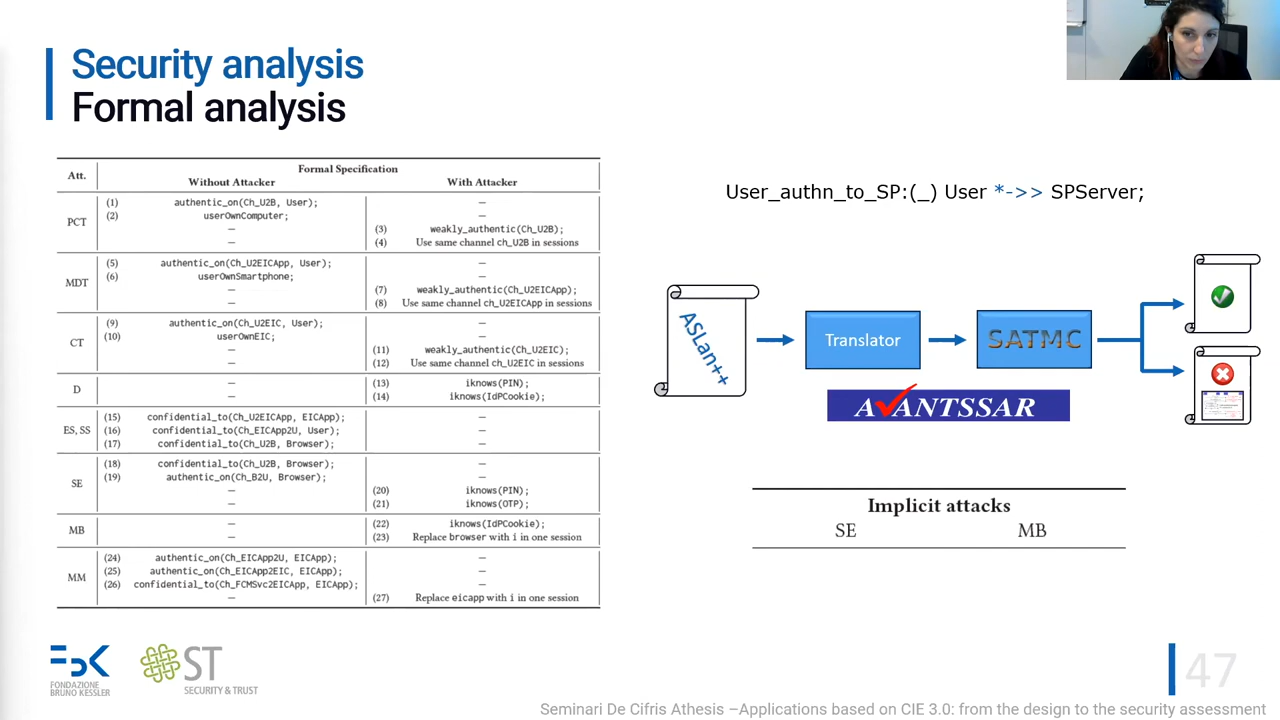 Security analysis
Formal analysis
Att.
Formal Specification
Without Attacker
With Attacker
PCT
(1) authentic_on(Ch_U2B, User); —
(2) userOwnComputer; —
— (3) weakly_authentic(Ch_U2B);
— (4) Use same channel ch_U2B in sessions
MDT
(5) authentic_on(Ch_U2EICApp, User); —
(6) userOwnSmartphone; —
— (7) weakly_authentic(Ch_U2EICApp);
— (8) Use same channel ch_U2EICApp in sessions
CT
(9) authentic_on(Ch_U2EIC, User); —
(10) userOwnEIC; —
— (11) weakly_authentic(Ch_U2EIC);
— (12) Use same channel ch_U2EIC in sessions
D
— (13) iknows(PIN);
— (14) iknows(IdPCookie);
ES, SS
(15) confidential_to(Ch_U2EICApp, EICApp); —
(16) confidential_to(Ch_EICApp2U, User); —
(17) confidential_to(Ch_U2B, Browser); —
SE
(18) confidential_to(Ch_U2B, Browser); —
(19) authentic_on(Ch_B2U, Browser); —
— (20) iknows(PIN);
— (21) iknows(OTP);
MB
— (22) iknows(IdPCookie);
— (23) Replace browser with i in one session
MM
(24) authentic_on(Ch_EICApp2U, EICApp); —
(25) authentic_on(Ch_EICApp2EIC, EICApp); —
(26) confidential_to(Ch_FCMSvc2EICApp, EICApp); —
— (27) Replace eicapp with i in one session
User_authn_to_SP:(_) User *->> SPServer;
ASLan++
Translator
SATMC
AVANTSSAR
Implicit attacks
SE MB
FBK
FONDAZIONE
BRUNO KESSLER
ST
SECURITY & TRUST
47
Seminari De Cifris Athesis –Applications based on CIE 3.0: from the design to the security assessment